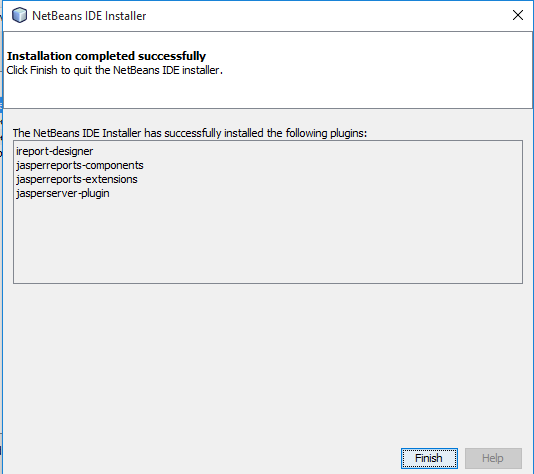 NetBeans IDE Installer
Installation completed successfully
Click Finish to quit the NetBeans IDE installer.
The NetBeans IDE Installer has successfully installed the following plugins:
ireport-designer
jasperreports-components
jasperreports-extensions
jasperserver-plugin
Finish
Help